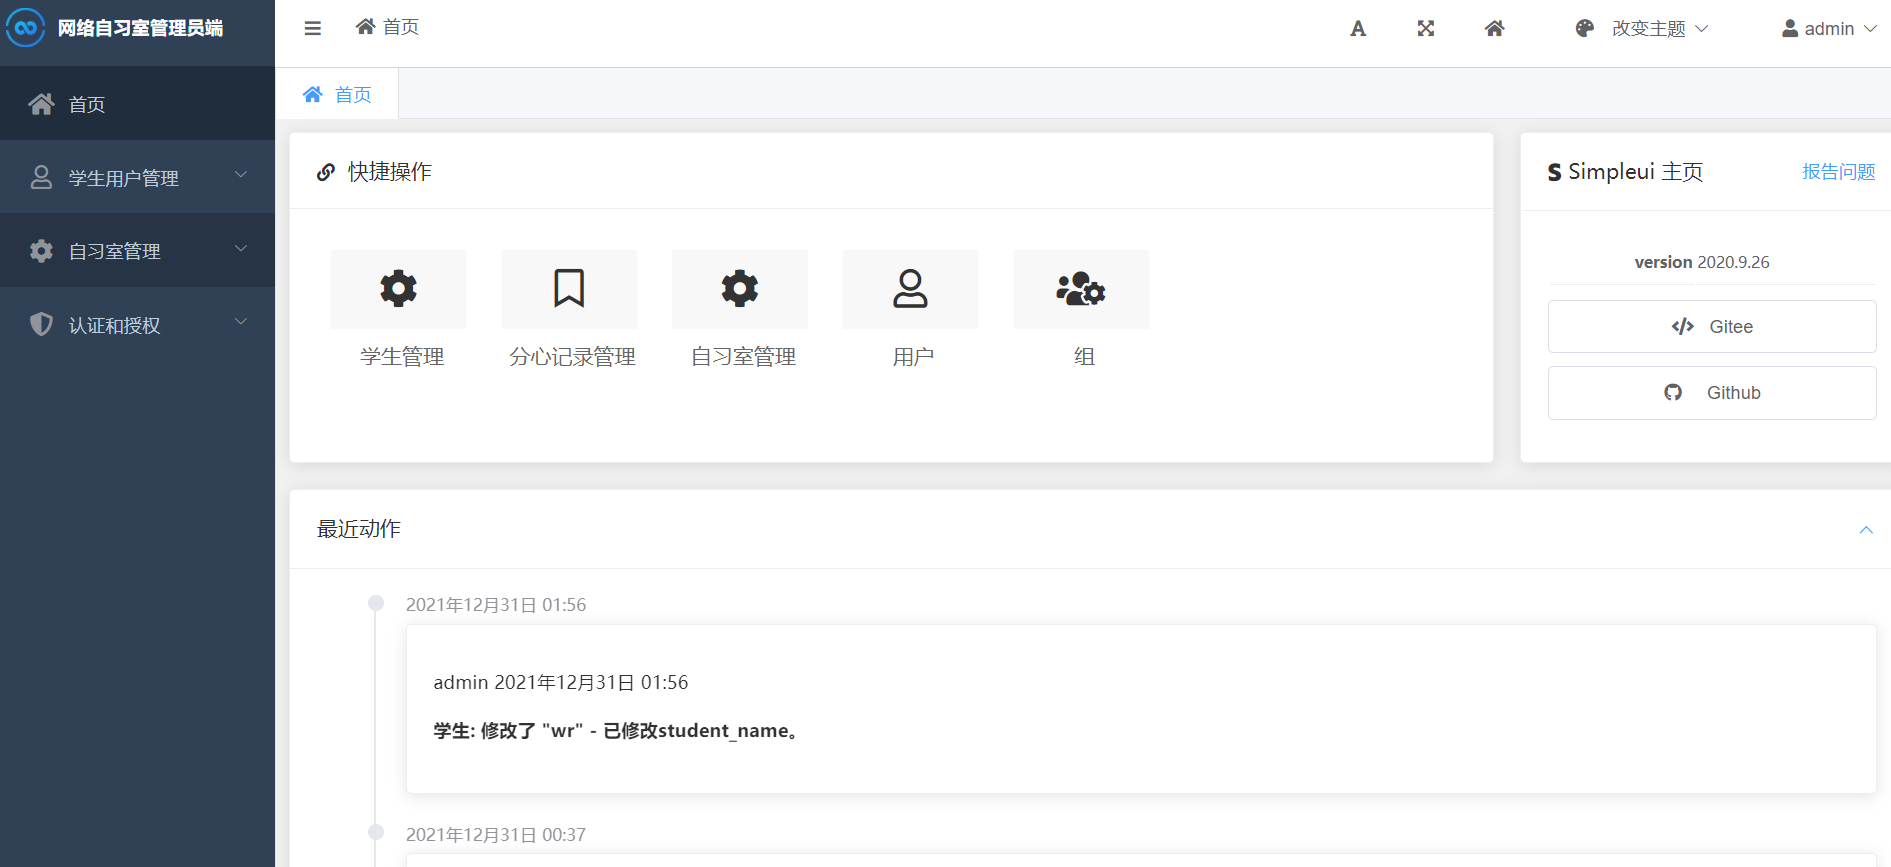 网络自习室管理员端
首页
改变主题
admin
首页
首页
学生用户管理
自习室管理
认证和授权
快捷操作
学生管理
分心记录管理
自习室管理
用户
组
Simpleui 主页
报告问题
version 2020.9.26
Gitee
Github
最近动作
2021年12月31日 01:56
admin 2021年12月31日 01:56
学生: 修改了 "wr" - 已修改student_name。
2021年12月31日 00:37